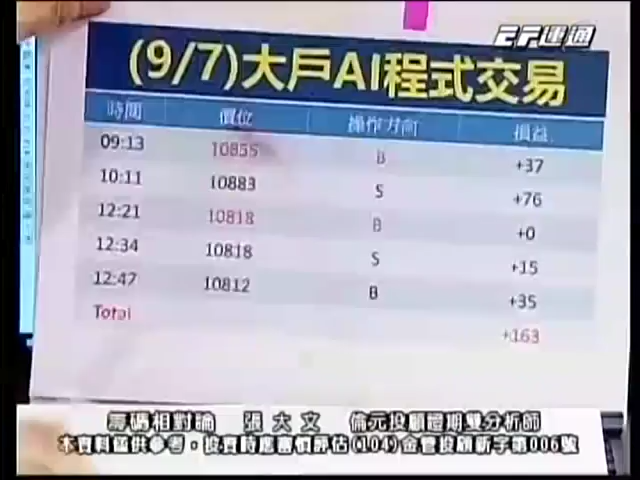 EF建通
(9/7)大戶AI程式交易
時間 價位 操作方向 損益
09:13 10855 B +37
10:11 10883 S +76
12:21 10818 B +0
12:34 10818 S +15
12:47 10812 B +35
Total +163
籌碼相對論 張大文 倫元投顧證期雙分析師
本資料僅供參考，投資時應審慎評估(104)金管投顧新字第006號